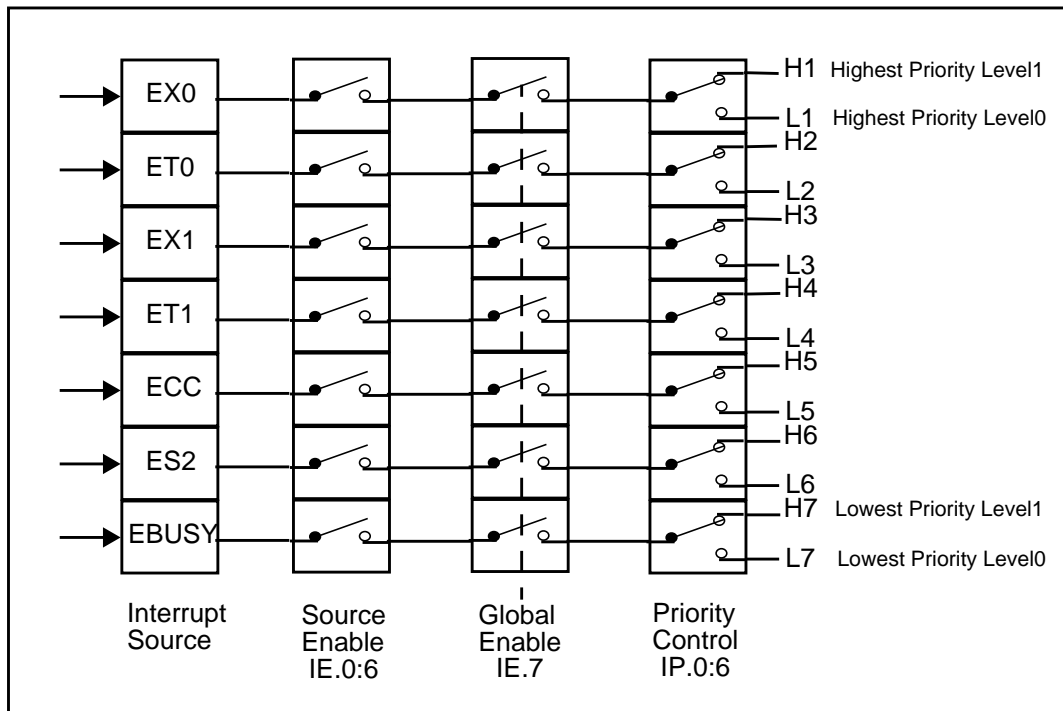 EX0
H1 Highest Priority Level1
L1 Highest Priority Level0
ET0
H2
L2
EX1
H3
L3
ET1
H4
L4
ECC
H5
L5
ES2
H6
L6
EBUSY
H7 Lowest Priority Level1
L7 Lowest Priority Level0
Interrupt
Source
Source
Enable
IE.0:6
Global
Enable
IE.7
Priority
Control
IP.0:6